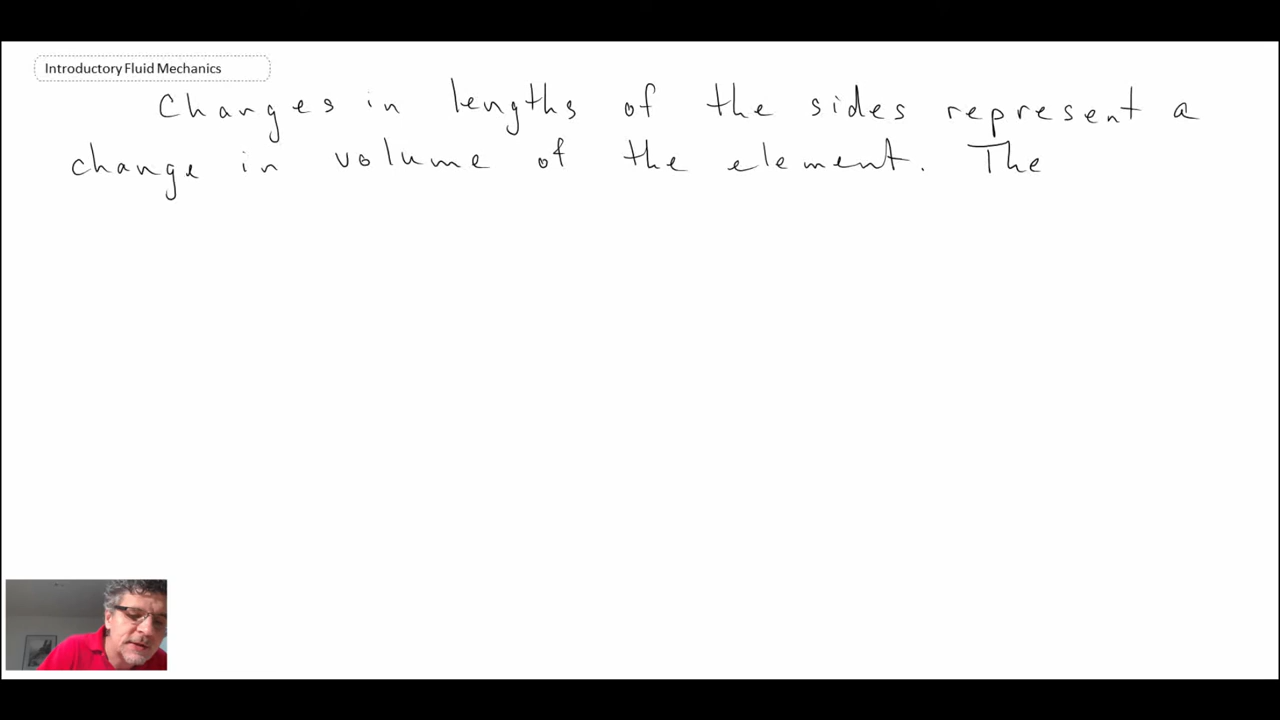 Introductory Fluid Mechanics
Changes in lengths of the sides represent a
change in volume of the element. The